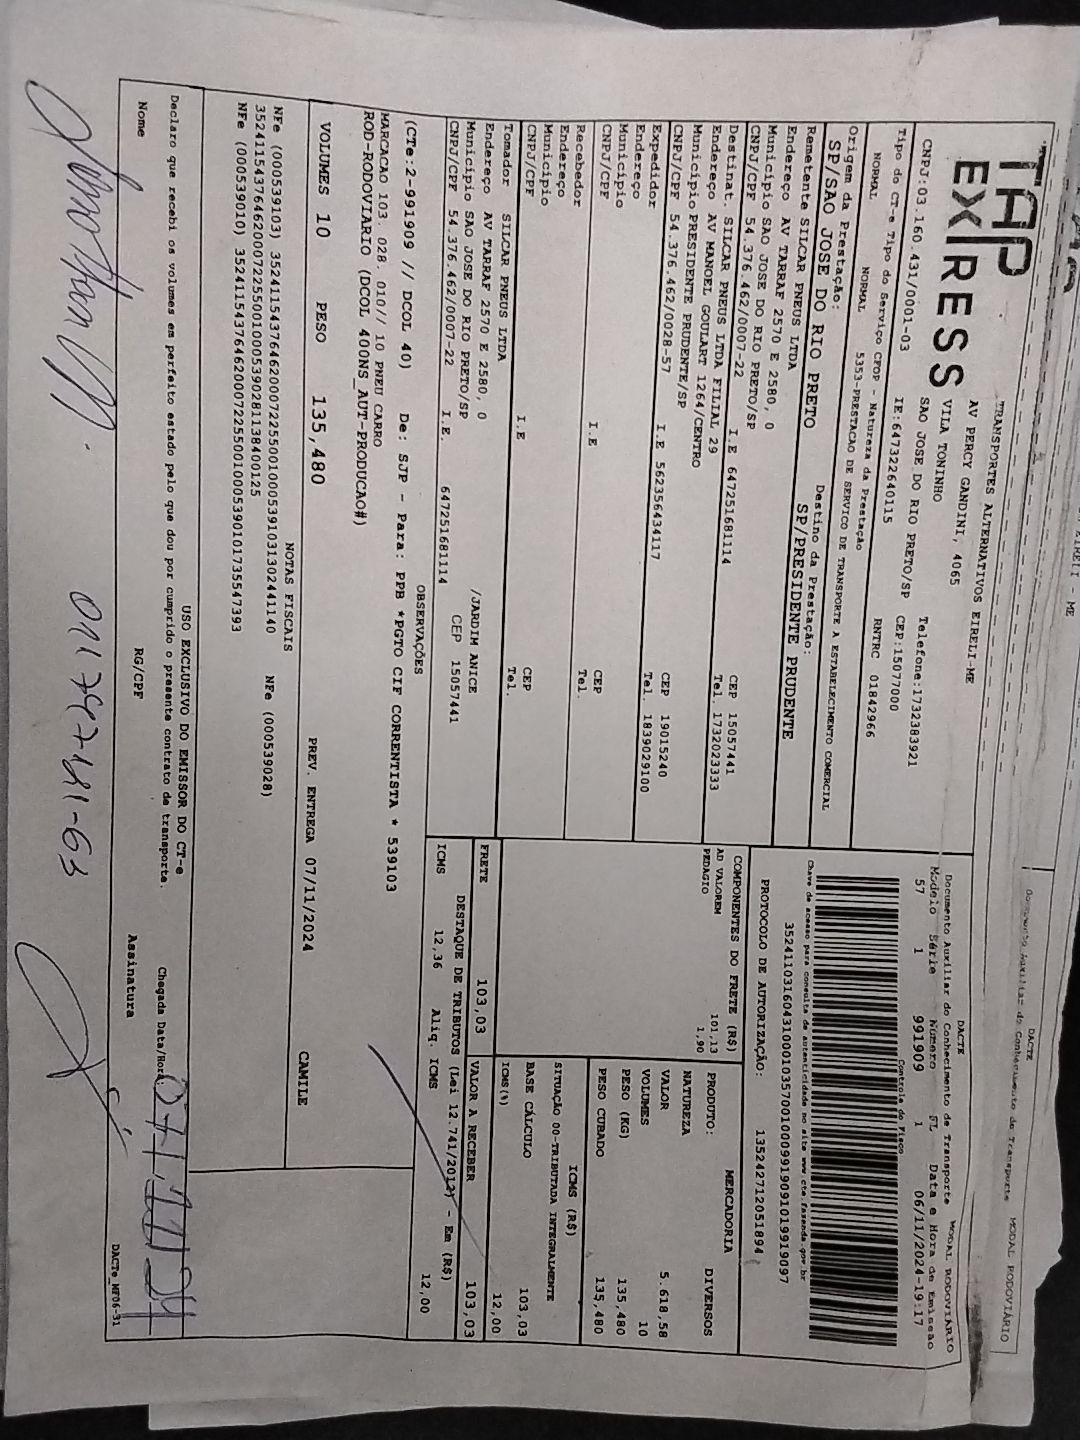 TRANSPORTES ALTERNATIVOS EIRELI-ME
TAP EXPRESS
AV PERCY GANDINI, 4065
VILA TONINHO
SAO JOSE DO RIO PRETO/SP CEP:15077000
CNPJ:03.160.431/0001-03 IE:647322640115 Telefone:1732383921
Tipo do CT-e Tipo do Serviço CFOP - Natureza da Prestação RNTRC 01842966
NORMAL NORMAL 5353-PRESTACAO DE SERVICO DE TRANSPORTE A ESTABELECIMENTO COMERCIAL
Origem da Prestação: Destino da Prestação:
SP/SAO JOSE DO RIO PRETO SP/PRESIDENTE PRUDENTE
DACTE
Documento Auxiliar do Conhecimento de Transporte MODAL RODOVIÁRIO
Modelo Série Número FL Data e Hora de Emissão
57 1 991909 1 06/11/2024-19:17
Controle do Fisco
Chave de acesso para consulta de autenticidade no site www.cte.fazenda.gov.br
35241103160431000103570010009919091019919097
PROTOCOLO DE AUTORIZAÇÃO: 135242712051894
Remetente SILCAR PNEUS LTDA
Endereço AV TARRAF 2570 E 2580, 0
Município SAO JOSE DO RIO PRETO/SP CEP 15057441
CNPJ/CPF 54.376.462/0007-22 I.E 647251681114 Tel. 1732023333
Destinat. SILCAR PNEUS LTDA FILIAL 29
Endereço AV MANOEL GOULART 1264/CENTRO
Município PRESIDENTE PRUDENTE/SP CEP 19015240
CNPJ/CPF 54.376.462/0028-57 I.E 562356434117 Tel. 1839029100
Expedidor
Endereço
Município CEP
CNPJ/CPF I.E Tel.
Recebedor
Endereço
Município CEP
CNPJ/CPF I.E Tel.
Tomador SILCAR PNEUS LTDA
Endereço AV TARRAF 2570 E 2580, 0 /JARDIM ANICE
Município SAO JOSE DO RIO PRETO/SP CEP 15057441
CNPJ/CPF 54.376.462/0007-22 I.E 647251681114
COMPONENTES DO FRETE (R$)
AD VALOREM 101,13
PEDAGIO 1,90
MERCADORIA
PRODUTO: DIVERSOS
NATUREZA
VALOR 5.618,58
VOLUMES 10
PESO (KG) 135,480
PESO CUBADO 135,480
ICMS (R$)
SITUAÇÃO 00-TRIBUTADA INTEGRALMENTE
BASE CÁLCULO 103,03
ICMS(%) 12,00
FRETE 103,03 VALOR A RECEBER 103,03
DESTAQUE DE TRIBUTOS (Lei 12.741/2012) - Em (R$)
ICMS 12,36 Aliq. ICMS 12,00
OBSERVAÇÕES
(CTe:2-991909 // DCOL 40) De: SJP - Para: PPB *PGTO CIF CORRENTISTA * 539103
MARCACAO 103. 028. 010// 10 PNEU CARRO
ROD-RODOVIARIO (DCOL 400NS_AUT-PRODUCAO#)
VOLUMES 10 PESO 135,480 PREV. ENTREGA 07/11/2024 CAMILE
NOTAS FISCAIS
NFe (000539103) 35241154376462000722550010005391031302441140 NFe (000539028)
35241154376462000722550010005390281138400125
NFe (000539010) 35241154376462000722550010005390101735547393
USO EXCLUSIVO DO EMISSOR DO CT-e
Declaro que recebi os volumes em perfeito estado pelo que dou por cumprido o presente contrato de transporte.
Chegada Data/Hora: 07/11/24
Nome RG/CPF Assinatura DACTe_MF06-31